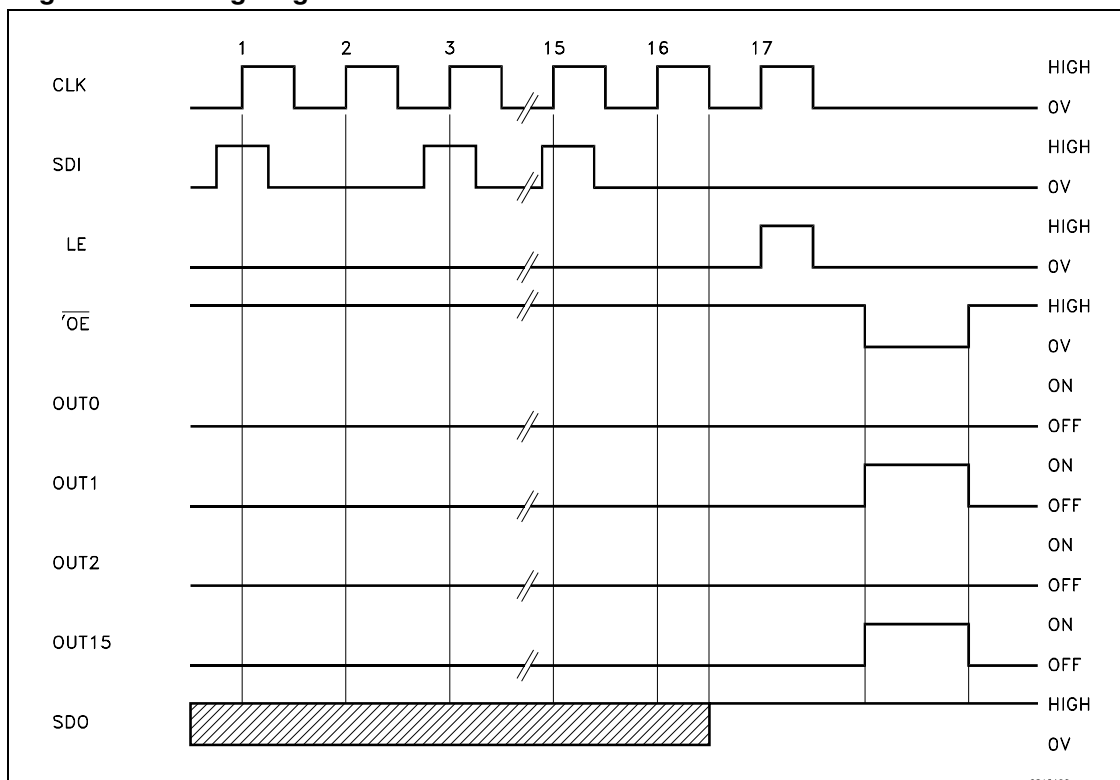 1 2 3 15 16 17
CLK HIGH
0V
SDI HIGH
0V
LE HIGH
0V
‾OE HIGH
0V
OUT0 ON
OFF
OUT1 ON
OFF
OUT2 ON
OFF
OUT15 ON
OFF
SDO HIGH
0V